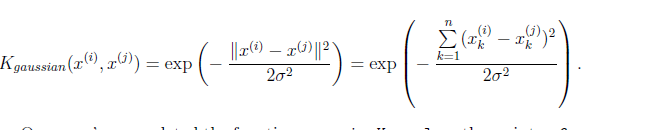 K_{gaussian}(x^{(i)}, x^{(j)}) = \exp\left(-\frac{\|x^{(i)} - x^{(j)}\|^2}{2\sigma^2}\right) = \exp\left(-\frac{\sum_{k=1}^{n}(x_k^{(i)} - x_k^{(j)})^2}{2\sigma^2}\right).